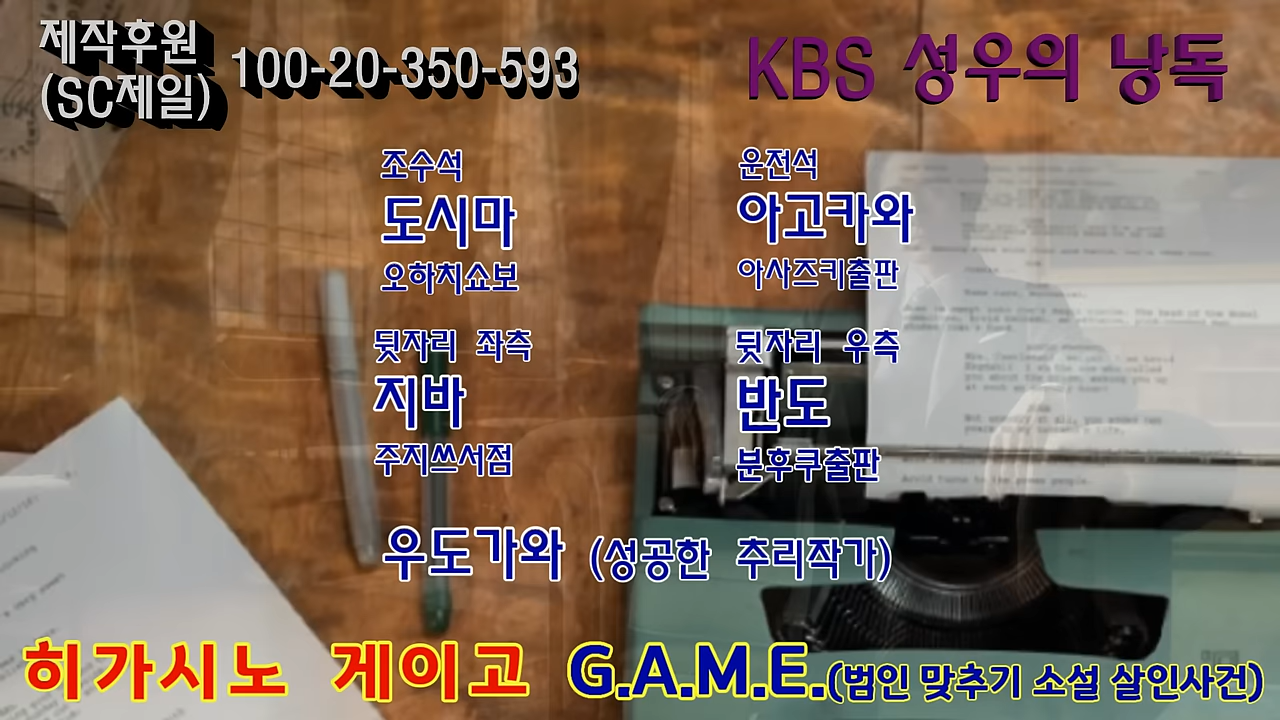 제작후원
(SC제일) 100-20-350-593
KBS 성우의 낭독
조수석
도시마
오하치쇼보
운전석
아고카와
아사즈키출판
뒷자리 좌측
지바
주지쓰서점
뒷자리 우측
반도
분후쿠출판
우도가와 (성공한 추리작가)
히가시노 게이고 G.A.M.E.(범인 맞추기 소설 살인사건)